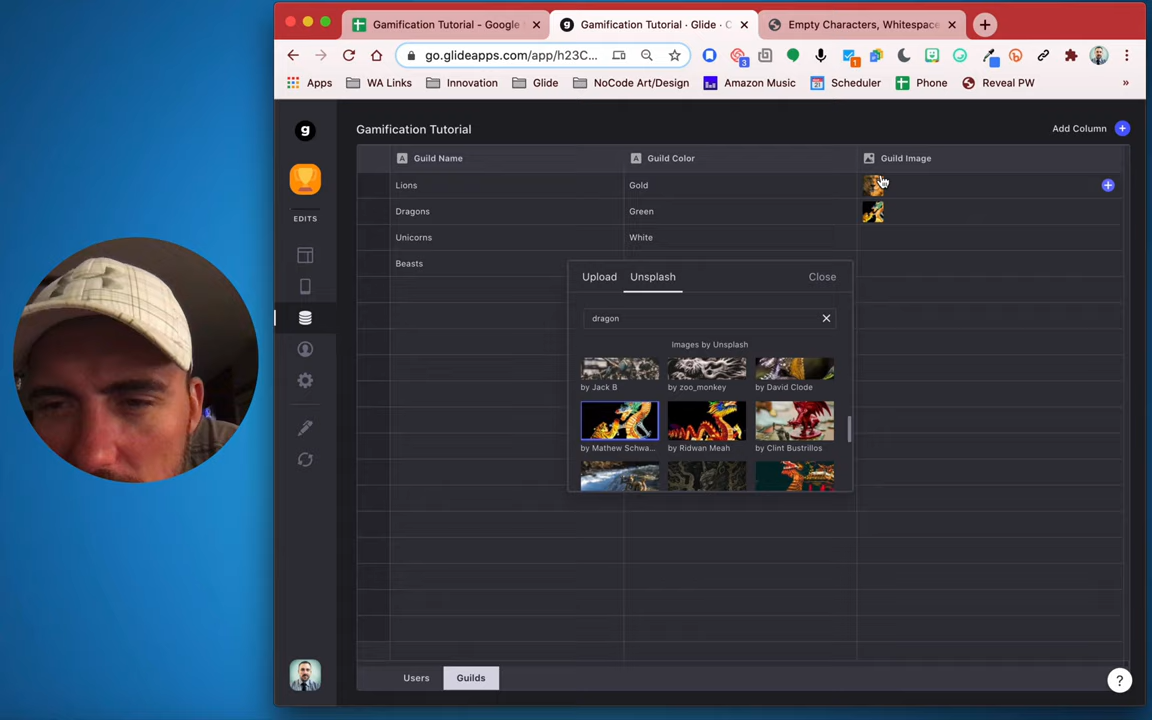 Gamification Tutorial - Google
Gamification Tutorial · Glide · C
Empty Characters, Whitespace
go.glideapps.com/app/h23C...
3
1
Apps
WA Links
Innovation
Glide
NoCode Art/Design
Amazon Music
Scheduler
Phone
Reveal PW
»
g
Gamification Tutorial
Add Column
A Guild Name
A Guild Color
Guild Image
EDITS
Lions
Gold
Dragons
Green
Unicorns
White
Beasts
Upload
Unsplash
Close
dragon
Images by Unsplash
by Jack B
by zoo_monkey
by David Clode
by Mathew Schwa...
by Ridwan Meah
by Clint Bustrillos
Users
Guilds
?